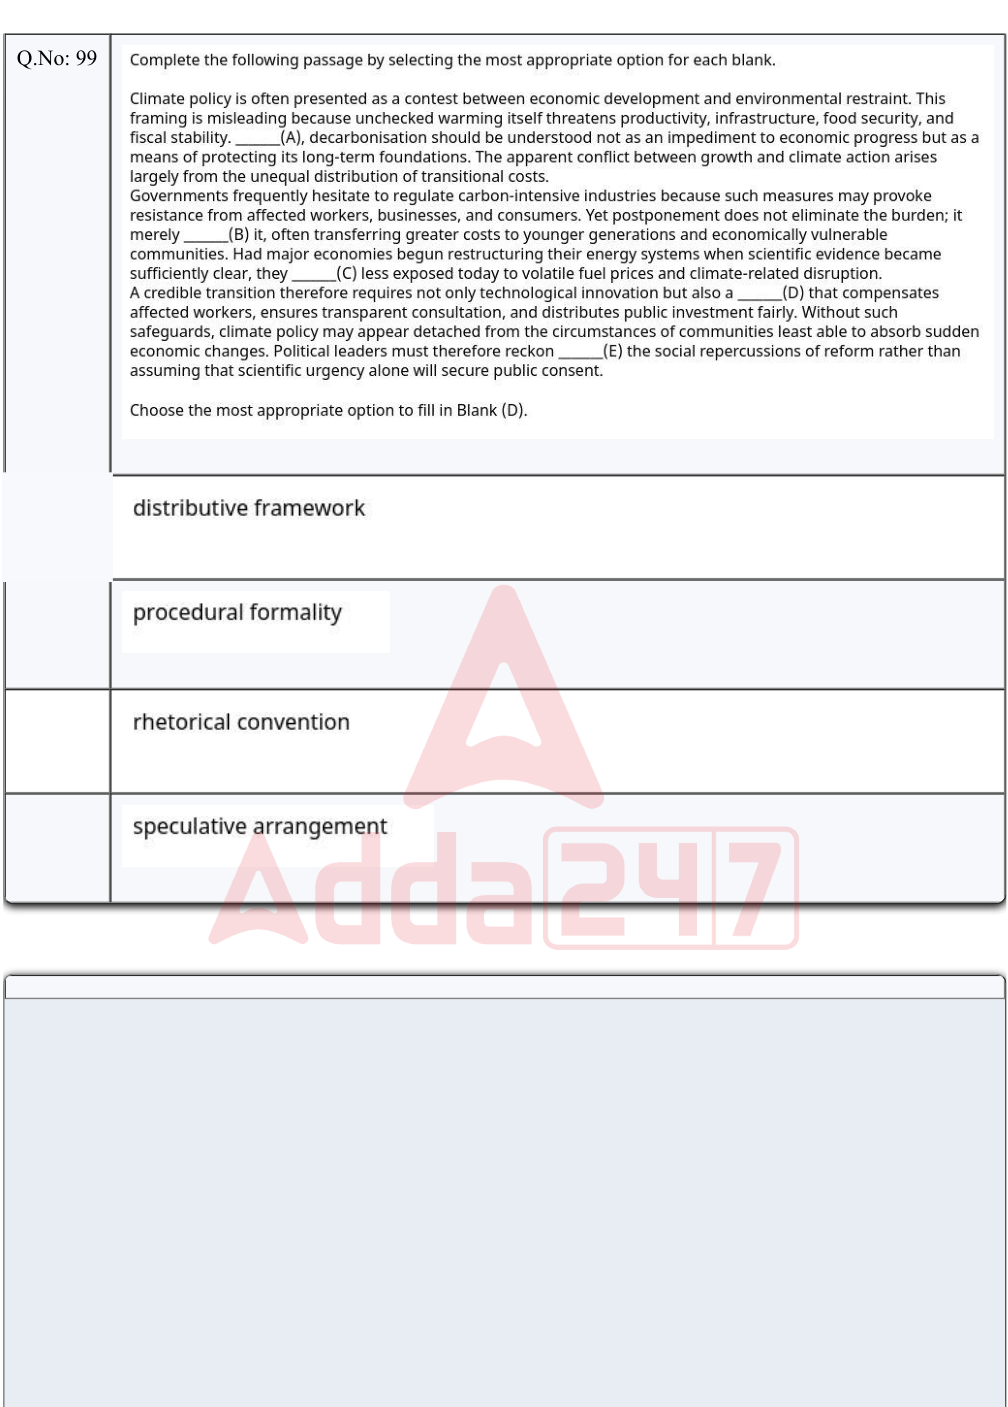 Q.No: 99
Complete the following passage by selecting the most appropriate option for each blank.
Climate policy is often presented as a contest between economic development and environmental restraint. This
framing is misleading because unchecked warming itself threatens productivity, infrastructure, food security, and
fiscal stability. ______(A), decarbonisation should be understood not as an impediment to economic progress but as a
means of protecting its long-term foundations. The apparent conflict between growth and climate action arises
largely from the unequal distribution of transitional costs.
Governments frequently hesitate to regulate carbon-intensive industries because such measures may provoke
resistance from affected workers, businesses, and consumers. Yet postponement does not eliminate the burden; it
merely ______(B) it, often transferring greater costs to younger generations and economically vulnerable
communities. Had major economies begun restructuring their energy systems when scientific evidence became
sufficiently clear, they ______(C) less exposed today to volatile fuel prices and climate-related disruption.
A credible transition therefore requires not only technological innovation but also a ______(D) that compensates
affected workers, ensures transparent consultation, and distributes public investment fairly. Without such
safeguards, climate policy may appear detached from the circumstances of communities least able to absorb sudden
economic changes. Political leaders must therefore reckon ______(E) the social repercussions of reform rather than
assuming that scientific urgency alone will secure public consent.
Choose the most appropriate option to fill in Blank (D).
distributive framework
procedural formality
rhetorical convention
speculative arrangement
Adda247